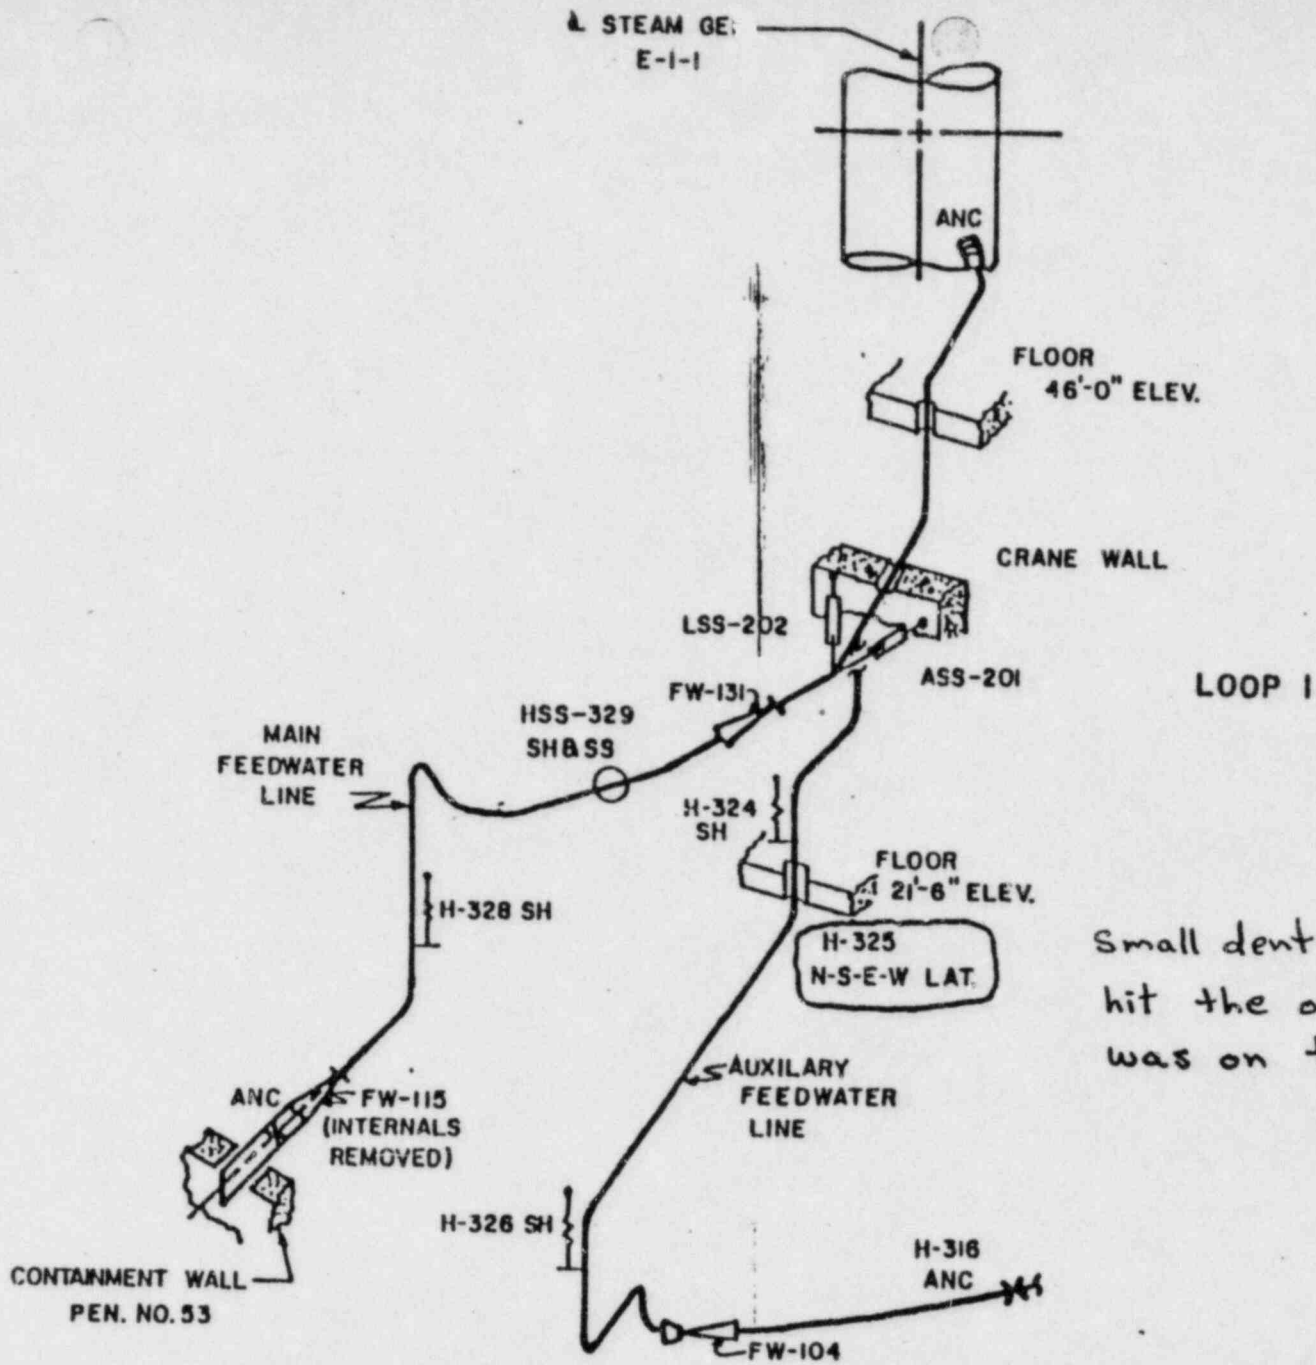 ℄ STEAM GE
E-1-1
ANC
FLOOR
46'-0" ELEV.
CRANE WALL
LSS-202
ASS-201
LOOP I
FW-131
HSS-329
SH&SS
MAIN
FEEDWATER
LINE
H-324
SH
FLOOR
21'-6" ELEV.
H-328 SH
H-325
N-S-E-W LAT.
Small dent
hit the
was on
AUXILARY
FEEDWATER
LINE
ANC
FW-115
(INTERNALS
REMOVED)
H-326 SH
H-316
ANC
CONTAINMENT WALL
PEN. NO. 53
FW-104